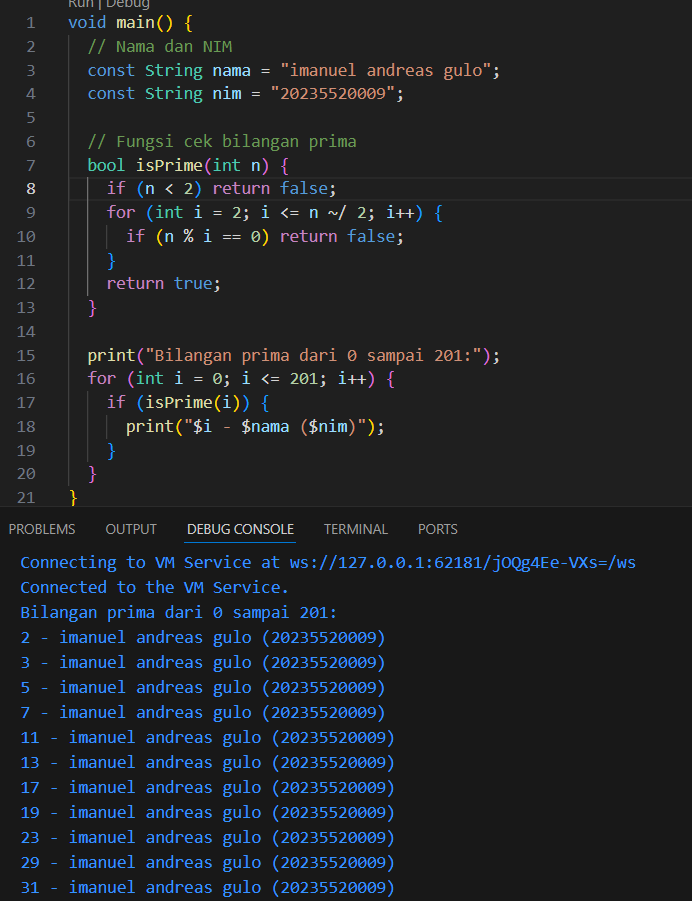 Run | Debug
1 void main() {
2 // Nama dan NIM
3 const String nama = "imanuel andreas gulo";
4 const String nim = "20235520009";
5
6 // Fungsi cek bilangan prima
7 bool isPrime(int n) {
8 if (n < 2) return false;
9 for (int i = 2; i <= n ~/ 2; i++) {
10 if (n % i == 0) return false;
11 }
12 return true;
13 }
14
15 print("Bilangan prima dari 0 sampai 201:");
16 for (int i = 0; i <= 201; i++) {
17 if (isPrime(i)) {
18 print("$i - $nama ($nim)");
19 }
20 }
21 }
PROBLEMS OUTPUT DEBUG CONSOLE TERMINAL PORTS
Connecting to VM Service at ws://127.0.0.1:62181/jOQg4Ee-VXs=/ws
Connected to the VM Service.
Bilangan prima dari 0 sampai 201:
2 - imanuel andreas gulo (20235520009)
3 - imanuel andreas gulo (20235520009)
5 - imanuel andreas gulo (20235520009)
7 - imanuel andreas gulo (20235520009)
11 - imanuel andreas gulo (20235520009)
13 - imanuel andreas gulo (20235520009)
17 - imanuel andreas gulo (20235520009)
19 - imanuel andreas gulo (20235520009)
23 - imanuel andreas gulo (20235520009)
29 - imanuel andreas gulo (20235520009)
31 - imanuel andreas gulo (20235520009)